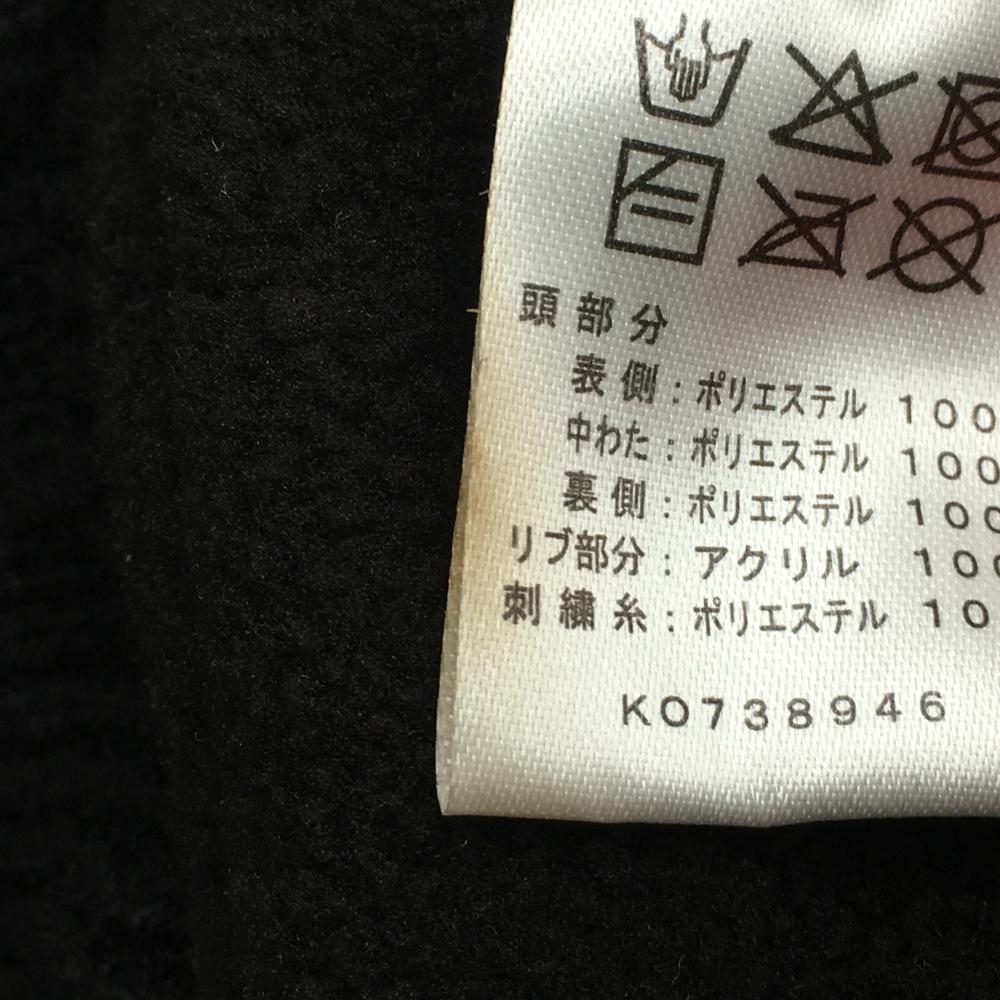 頭部分
表側：ポリエステル 100
中わた：ポリエステル 100
裏側：ポリエステル 100
リブ部分：アクリル 100
刺繍糸：ポリエステル 10
K0738946